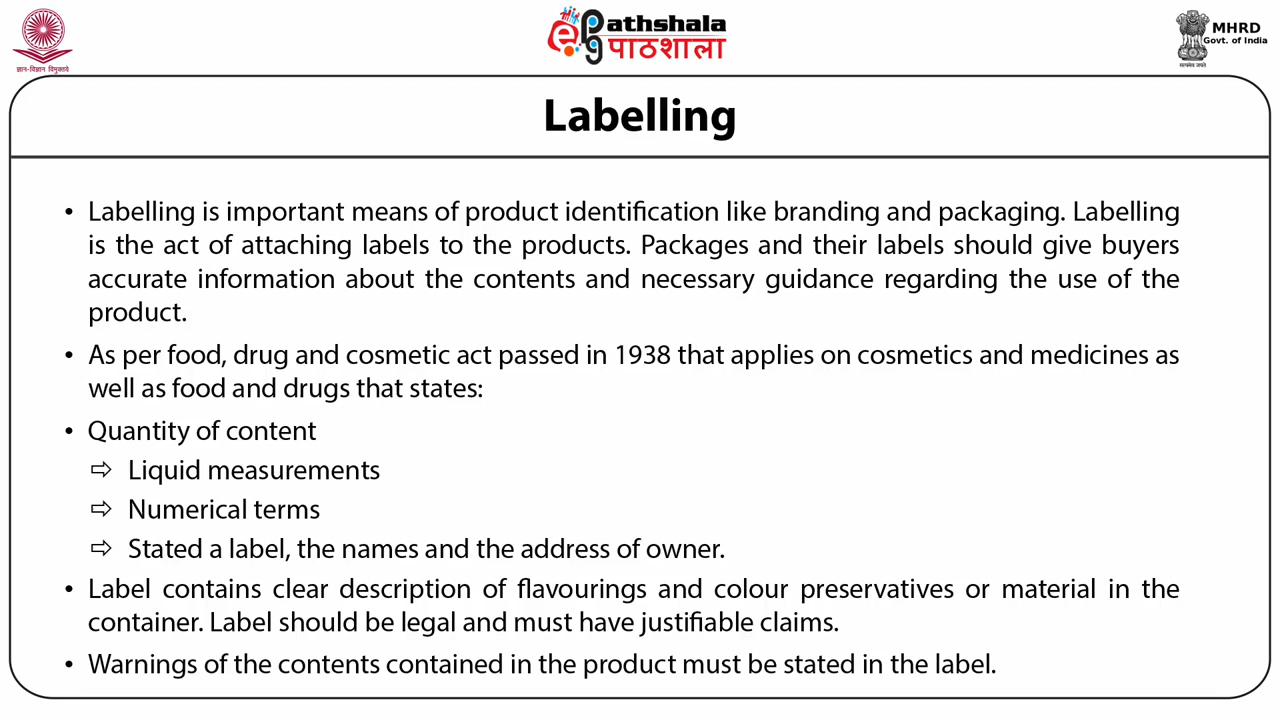 ज्ञान-विज्ञान विमुक्तये
ePathshala
पाठशाला
MHRD
Govt. of India
सत्यमेव जयते
Labelling
• Labelling is important means of product identification like branding and packaging. Labelling
is the act of attaching labels to the products. Packages and their labels should give buyers
accurate information about the contents and necessary guidance regarding the use of the
product.
• As per food, drug and cosmetic act passed in 1938 that applies on cosmetics and medicines as
well as food and drugs that states:
• Quantity of content
⇨ Liquid measurements
⇨ Numerical terms
⇨ Stated a label, the names and the address of owner.
• Label contains clear description of flavourings and colour preservatives or material in the
container. Label should be legal and must have justifiable claims.
• Warnings of the contents contained in the product must be stated in the label.